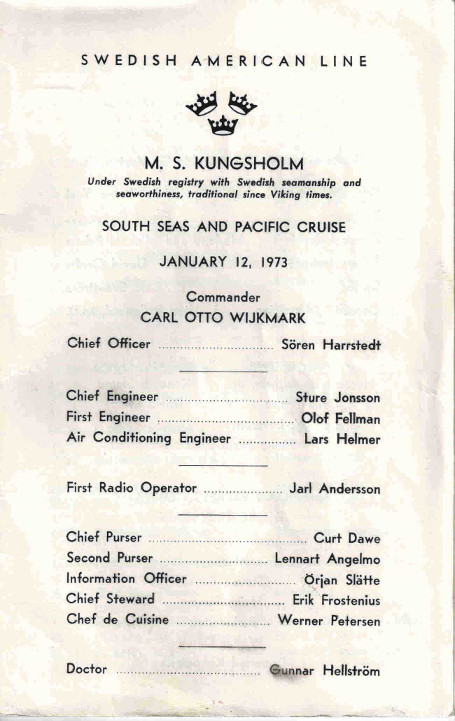 SWEDISH AMERICAN LINE
M. S. KUNGSHOLM
Under Swedish registry with Swedish seamanship and
seaworthiness, traditional since Viking times.
SOUTH SEAS AND PACIFIC CRUISE
JANUARY 12, 1973
Commander
CARL OTTO WIJKMARK
Chief Officer ........................ Sören Harrstedt
Chief Engineer ........................ Sture Jonsson
First Engineer ........................ Olof Fellman
Air Conditioning Engineer ............... Lars Helmer
First Radio Operator ..................... Jarl Andersson
Chief Purser ........................ Curt Dawe
Second Purser ........................ Lennart Angelmo
Information Officer ........................ Örjan Slätte
Chief Steward ........................ Erik Frostenius
Chef de Cuisine ........................ Werner Petersen
Doctor ........................ Gunnar Hellström